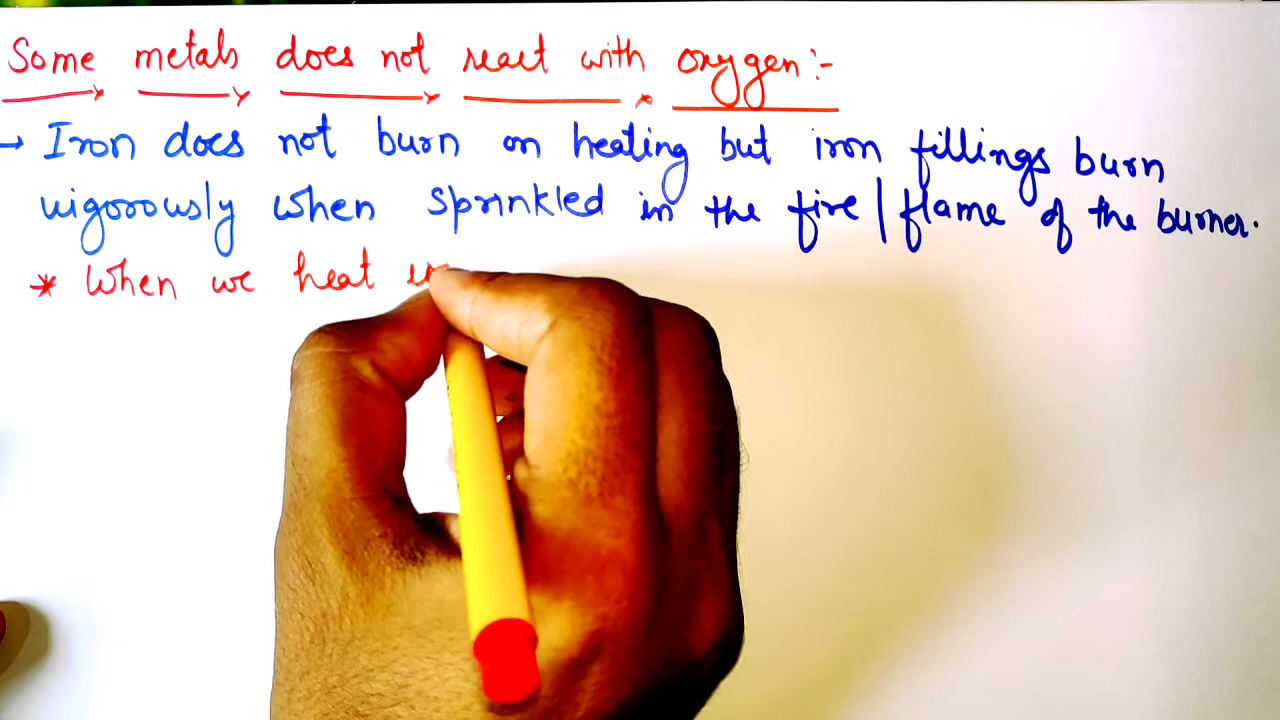 Some metals does not react with oxygen:-
→ Iron does not burn on heating but iron fillings burn
vigorously when sprinkled in the fire/flame of the burner.
* When we heat